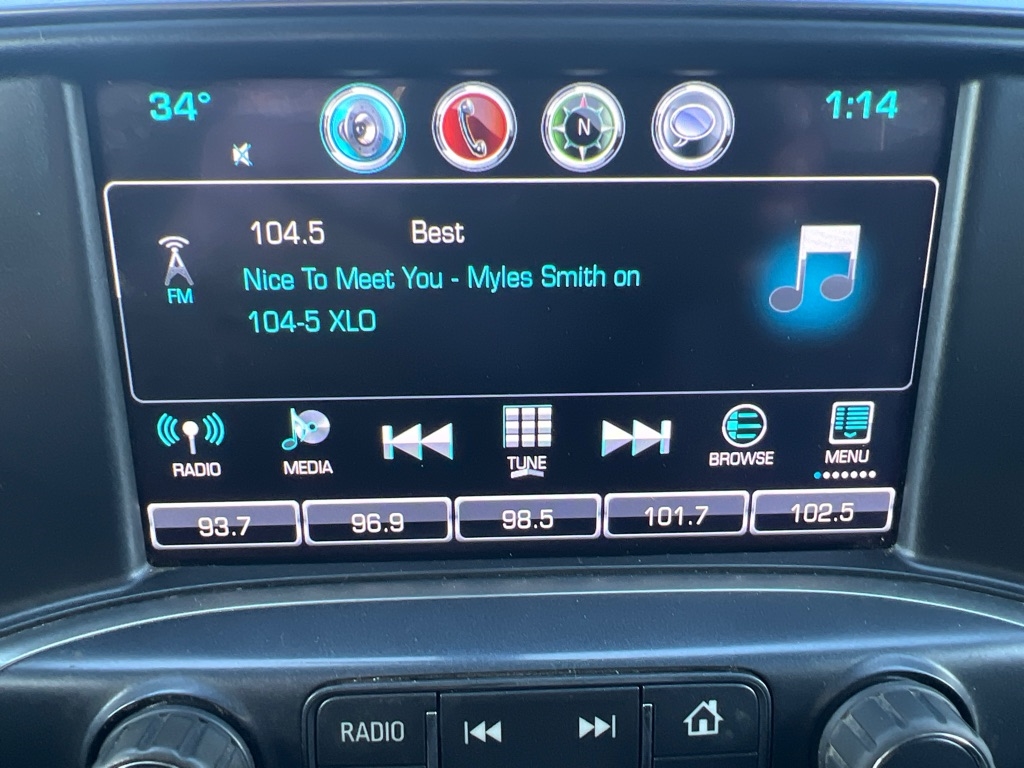 34° 1:14
N
104.5 Best
FM
Nice To Meet You - Myles Smith on
104-5 XLO
RADIO MEDIA TUNE BROWSE MENU
93.7 96.9 98.5 101.7 102.5
RADIO